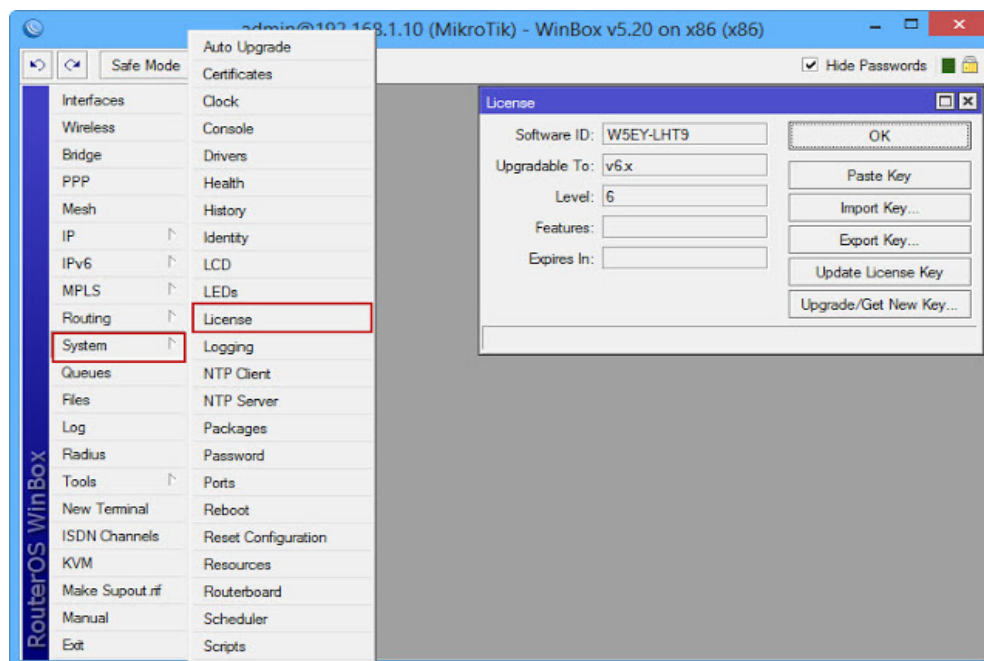 admin@192.168.1.10 (MikroTik) - WinBox v5.20 on x86 (x86)
Safe Mode
Hide Passwords
RouterOS WinBox
Interfaces
Wireless
Bridge
PPP
Mesh
IP
IPv6
MPLS
Routing
System
Queues
Files
Log
Radius
Tools
New Terminal
ISDN Channels
KVM
Make Supout.rif
Manual
Exit
Auto Upgrade
Certificates
Clock
Console
Drivers
Health
History
Identity
LCD
LEDs
License
Logging
NTP Client
NTP Server
Packages
Password
Ports
Reboot
Reset Configuration
Resources
Routerboard
Scheduler
Scripts
License
Software ID: W5EY-LHT9
Upgradable To: v6.x
Level: 6
Features:
Expires In:
OK
Paste Key
Import Key...
Export Key...
Update License Key
Upgrade/Get New Key...